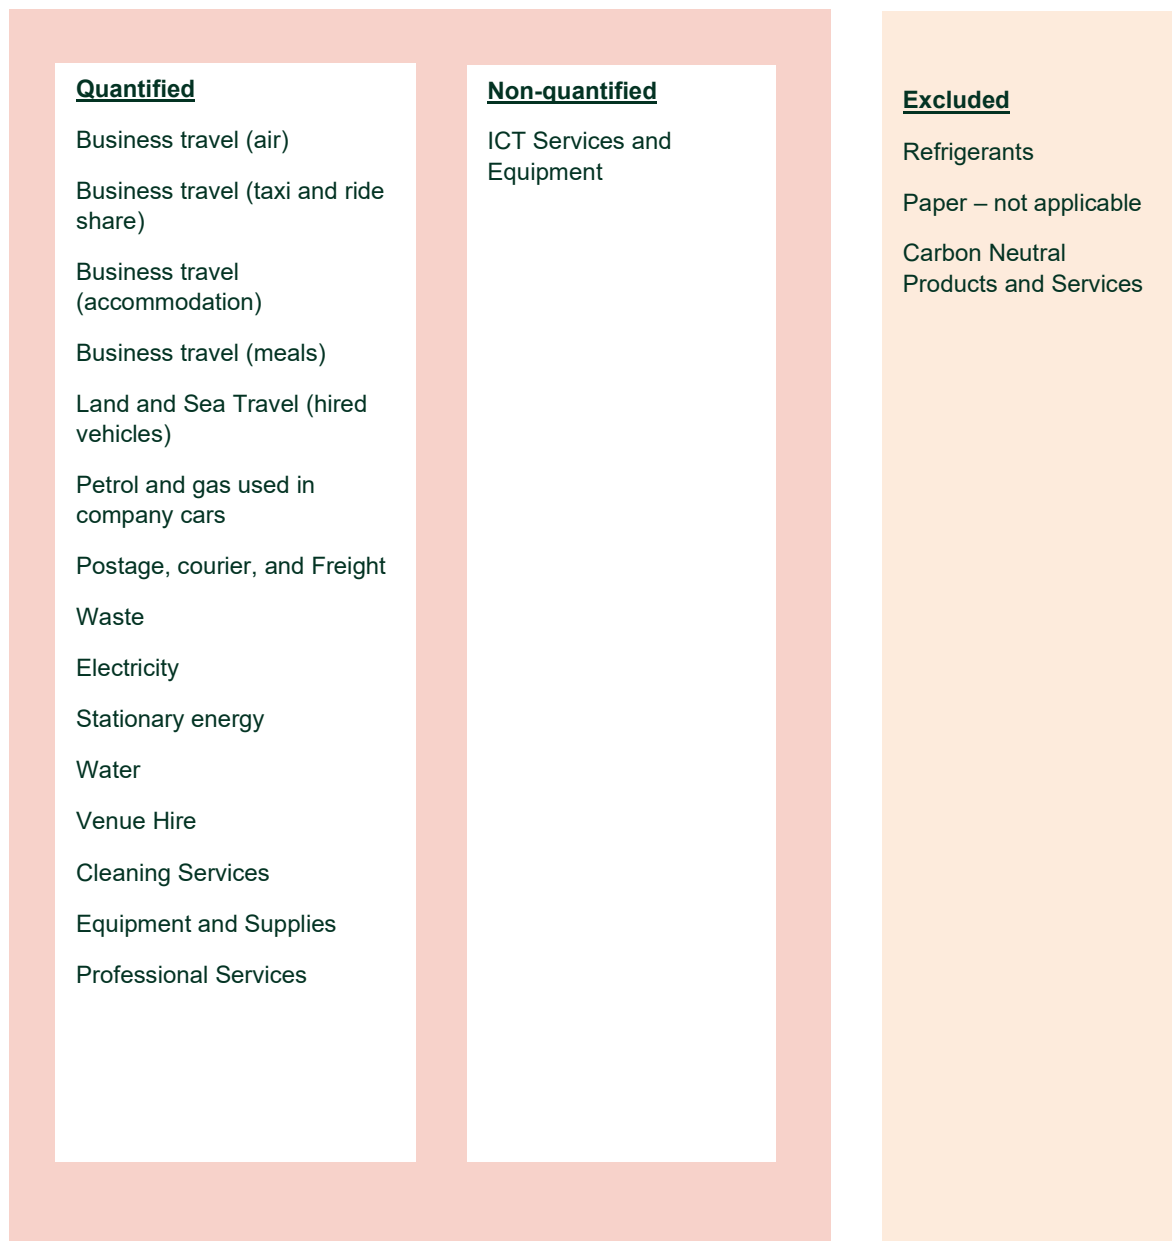 Quantified
Business travel (air)
Business travel (taxi and ride
share)
Business travel
(accommodation)
Business travel (meals)
Land and Sea Travel (hired
vehicles)
Petrol and gas used in
company cars
Postage, courier, and Freight
Waste
Electricity
Stationary energy
Water
Venue Hire
Cleaning Services
Equipment and Supplies
Professional Services
Non-quantified
ICT Services and
Equipment
Excluded
Refrigerants
Paper – not applicable
Carbon Neutral
Products and Services